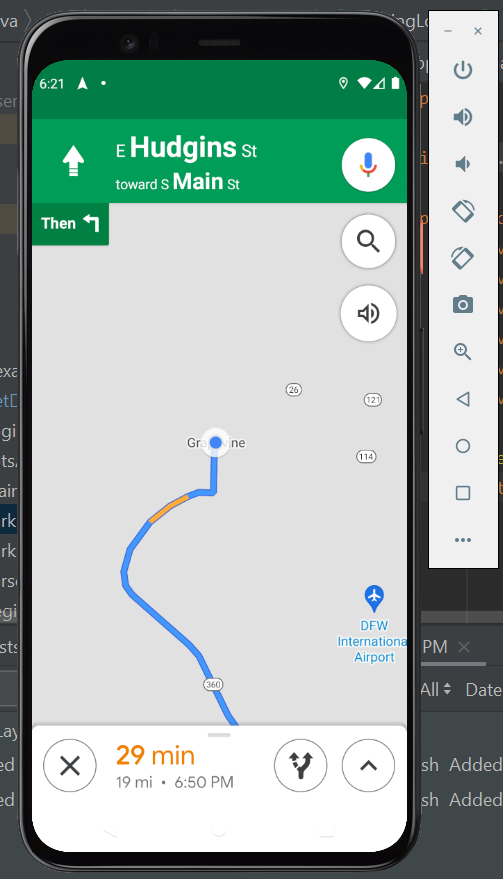 6:21
E Hudgins St
toward S Main St
Then
26
121
114
Grapevine
DFW
International
Airport
360
29 min
19 mi • 6:50 PM
PM
All
Date
sh Added
sh Added